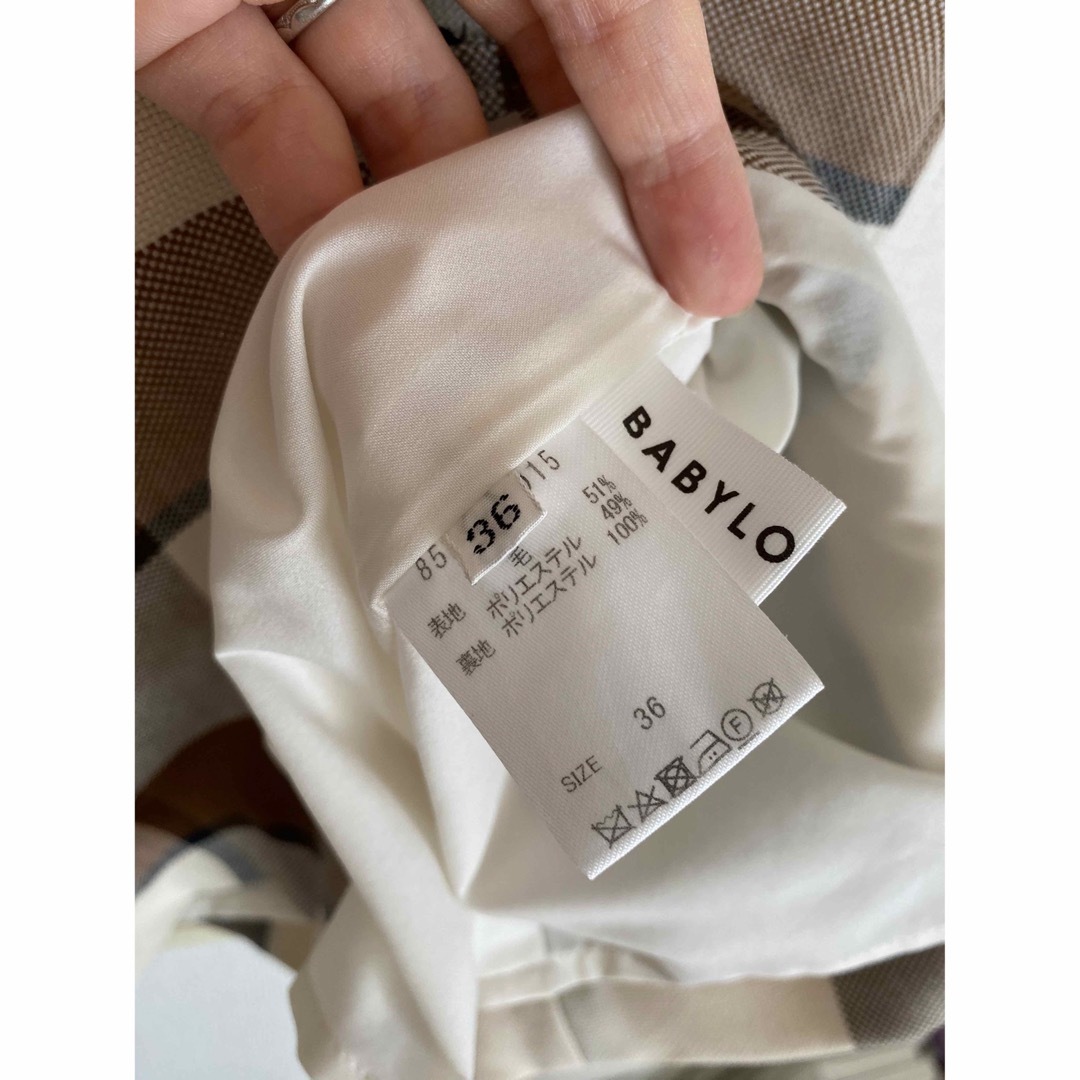 BABYLO
36
85 015
表地 毛 51%
ポリエステル 49%
裏地 ポリエステル 100%
SIZE 36
F
W